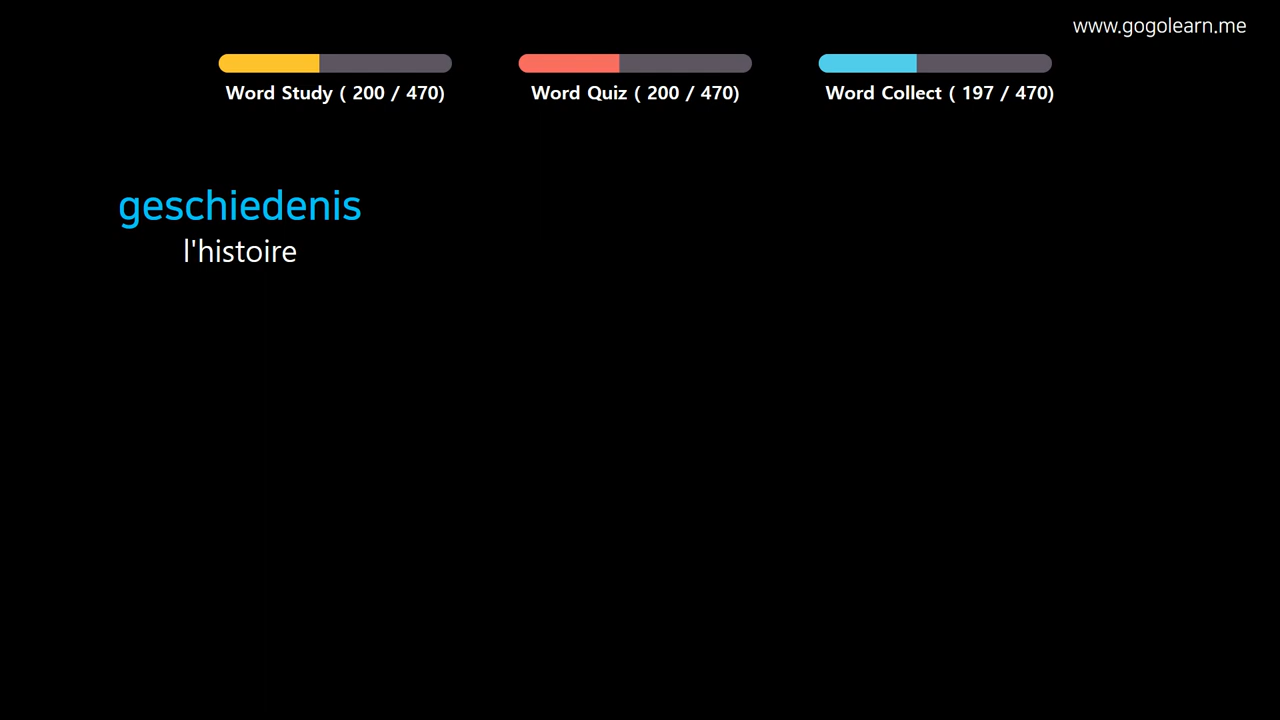 www.gogolearn.me
Word Study ( 200 / 470)
Word Quiz ( 200 / 470)
Word Collect ( 197 / 470)
geschiedenis
l'histoire